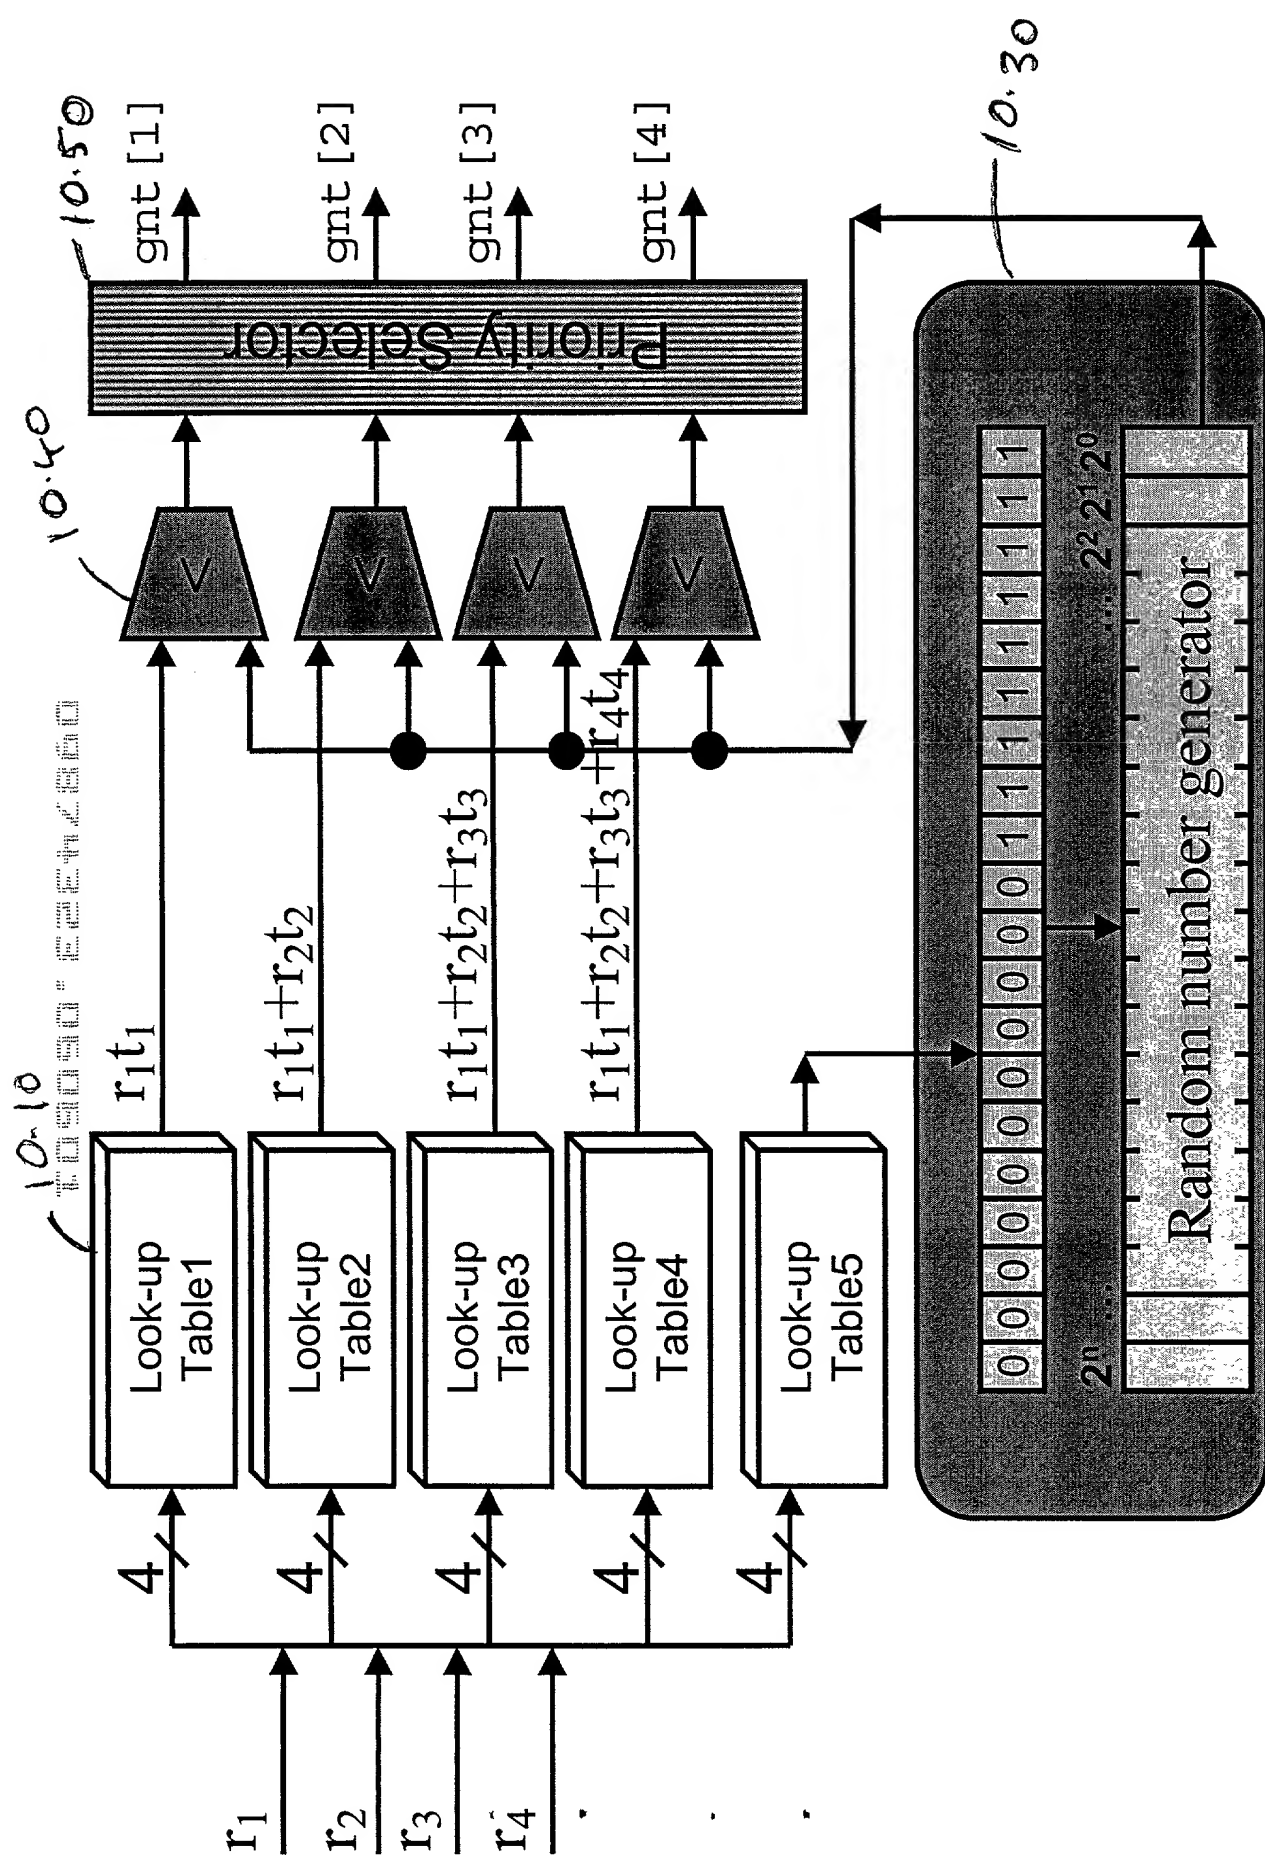 10.10
10.40
10.50
r₁
r₂
r₃
r₄
4
4
4
4
4
Look-up
Table1
Look-up
Table2
Look-up
Table3
Look-up
Table4
Look-up
Table5
r₁t₁
r₁t₁+r₂t₂
r₁t₁+r₂t₂+r₃t₃
r₁t₁+r₂t₂+r₃t₃+r₄t₄
<
<
<
<
Priority Selector
gnt [1]
gnt [2]
gnt [3]
gnt [4]
0 0 0 0 0 0 0 0 0 0 0 1 1 1 1 1 1 1 1 1
2ⁿ .... .... 2² 2¹ 2⁰
Random number generator
10.30